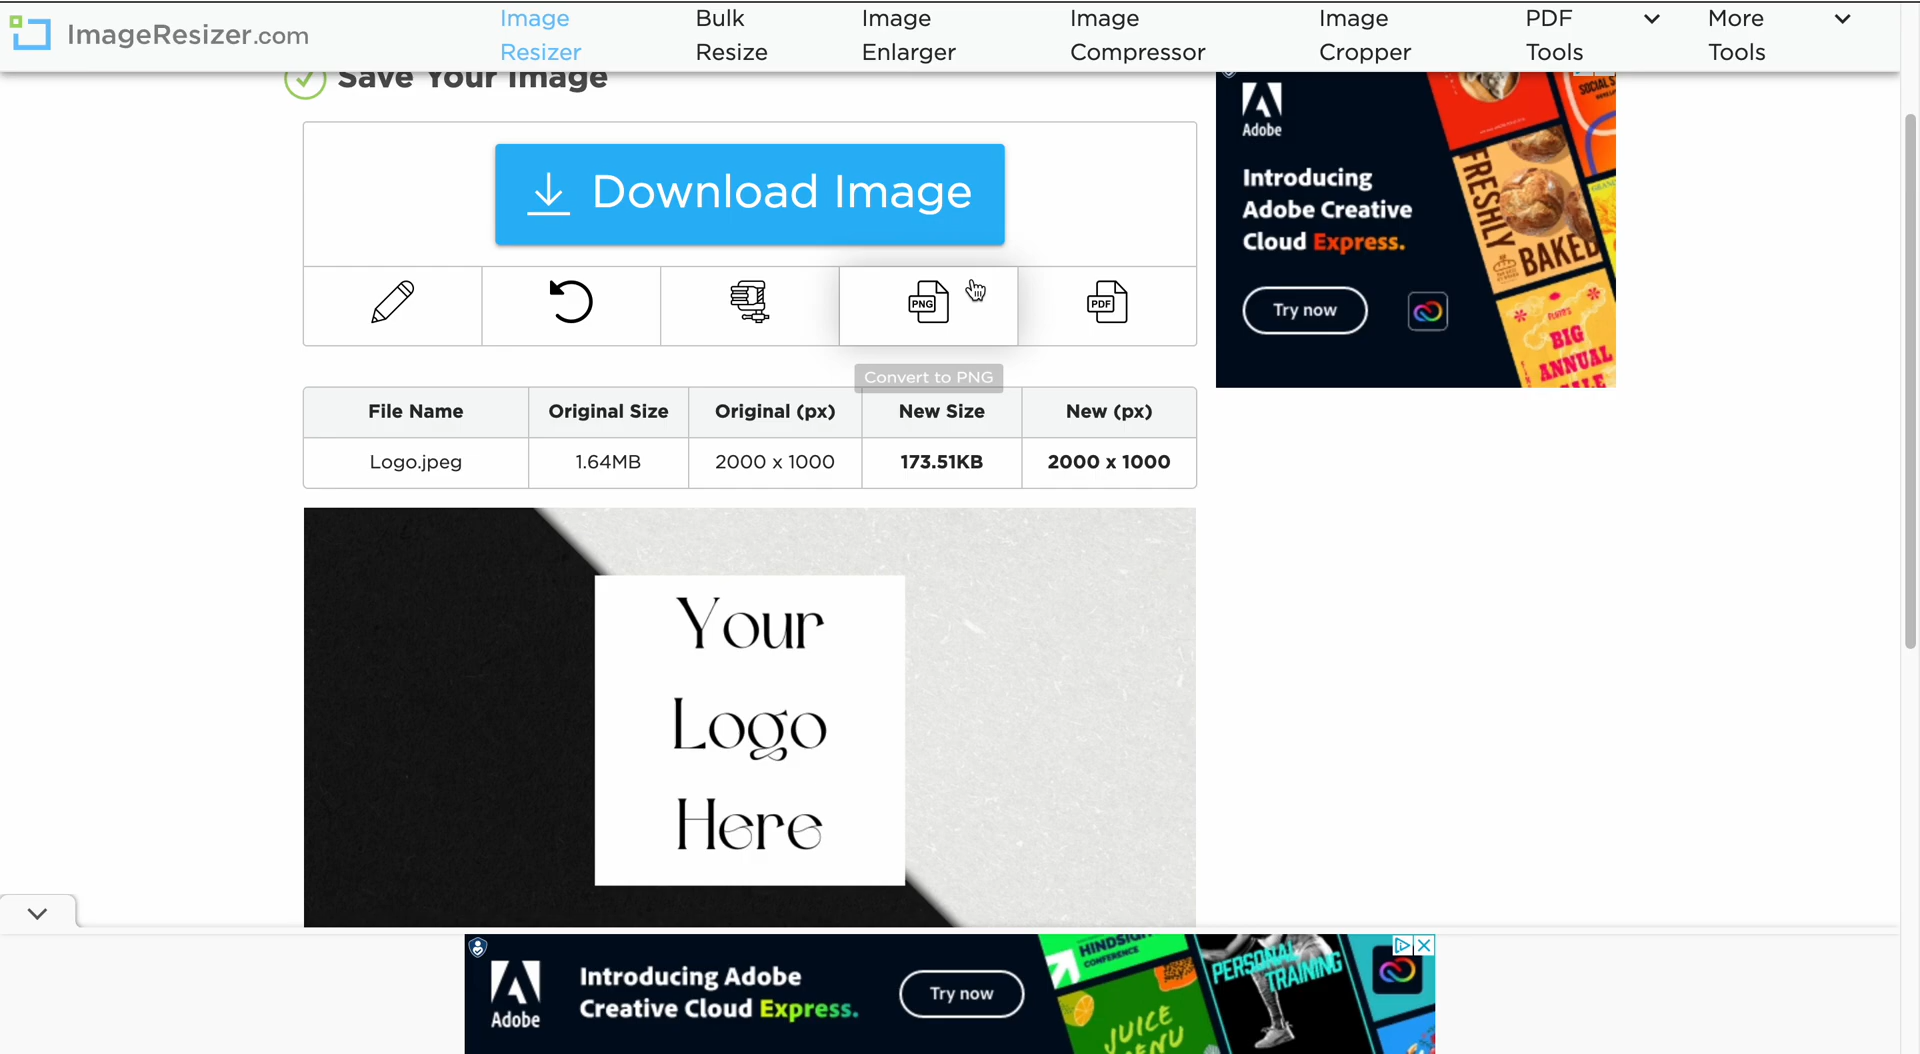 ImageResizer.com
Image Resizer
Bulk Resize
Image Enlarger
Image Compressor
Image Cropper
PDF Tools
More Tools
Save Your Image
Download Image
PNG
PDF
Convert to PNG
File Name Original Size Original (px) New Size New (px)
Logo.jpeg 1.64MB 2000 x 1000 173.51KB 2000 x 1000
Your
Logo
Here
Adobe
Introducing
Adobe Creative
Cloud Express.
Try now
FRESHLY
BAKED
BIG
ANNUAL
Adobe
Introducing Adobe
Creative Cloud Express.
Try now
CONFERENCE
PERSONAL
TRAINING
JUICE
MENU